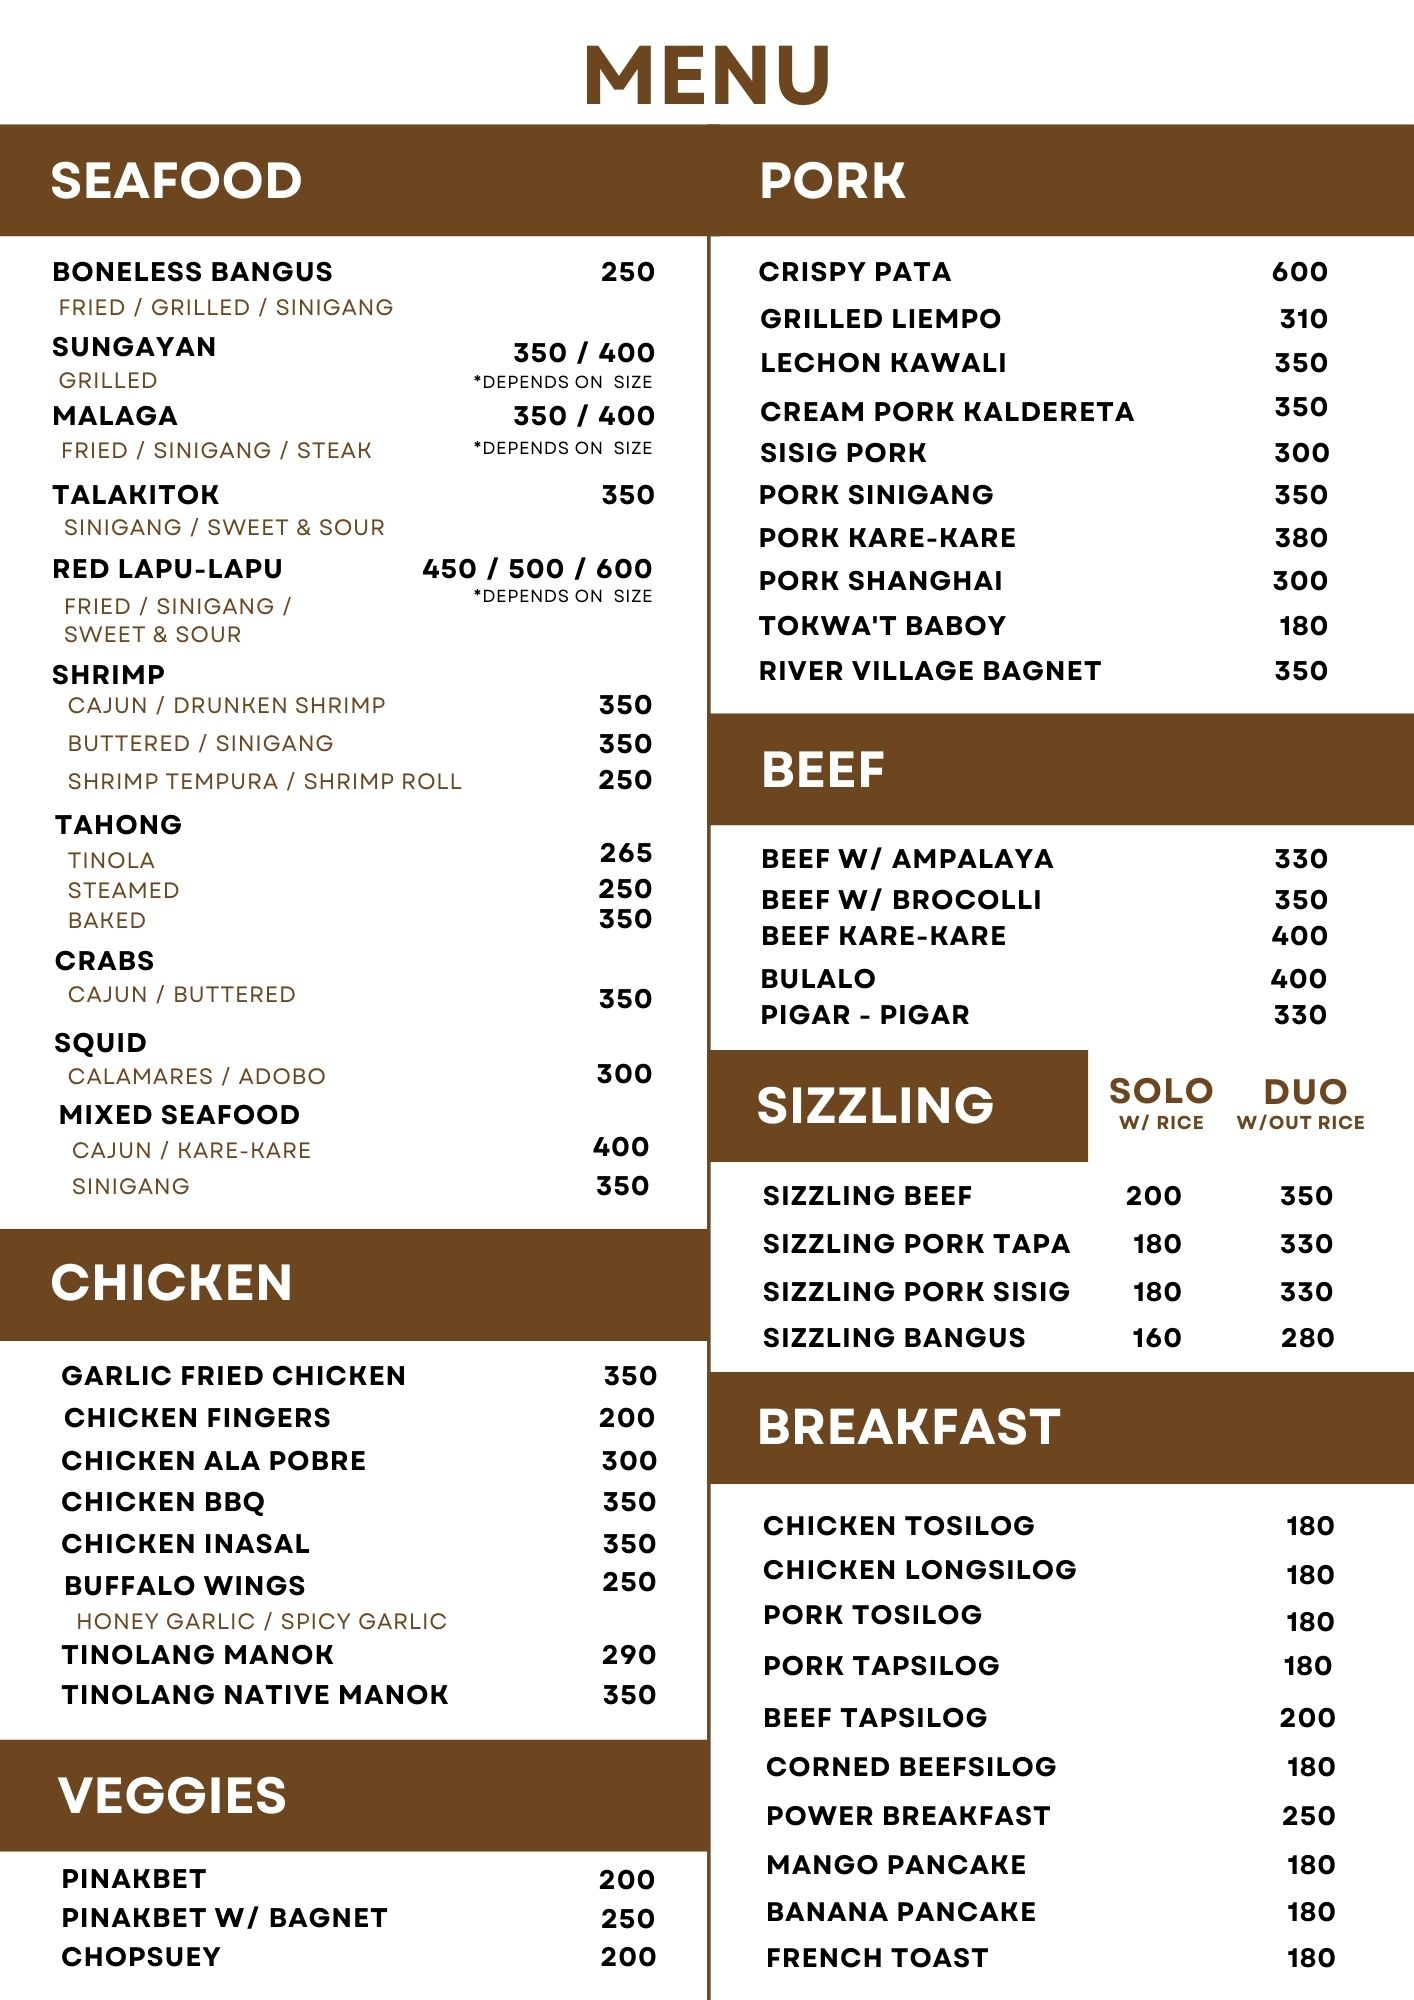 MENU
SEAFOOD
BONELESS BANGUS 250
FRIED / GRILLED / SINIGANG
SUNGAYAN 350 / 400
GRILLED *DEPENDS ON SIZE
MALAGA 350 / 400
FRIED / SINIGANG / STEAK *DEPENDS ON SIZE
TALAKITOK 350
SINIGANG / SWEET & SOUR
RED LAPU-LAPU 450 / 500 / 600
*DEPENDS ON SIZE
FRIED / SINIGANG /
SWEET & SOUR
SHRIMP
CAJUN / DRUNKEN SHRIMP 350
BUTTERED / SINIGANG 350
SHRIMP TEMPURA / SHRIMP ROLL 250
TAHONG
TINOLA 265
STEAMED 250
BAKED 350
CRABS
CAJUN / BUTTERED 350
SQUID
CALAMARES / ADOBO 300
MIXED SEAFOOD
CAJUN / KARE-KARE 400
SINIGANG 350
CHICKEN
GARLIC FRIED CHICKEN 350
CHICKEN FINGERS 200
CHICKEN ALA POBRE 300
CHICKEN BBQ 350
CHICKEN INASAL 350
BUFFALO WINGS 250
HONEY GARLIC / SPICY GARLIC
TINOLANG MANOK 290
TINOLANG NATIVE MANOK 350
VEGGIES
PINAKBET 200
PINAKBET W/ BAGNET 250
CHOPSUEY 200
PORK
CRISPY PATA 600
GRILLED LIEMPO 310
LECHON KAWALI 350
CREAM PORK KALDERETA 350
SISIG PORK 300
PORK SINIGANG 350
PORK KARE-KARE 380
PORK SHANGHAI 300
TOKWA'T BABOY 180
RIVER VILLAGE BAGNET 350
BEEF
BEEF W/ AMPALAYA 330
BEEF W/ BROCOLLI 350
BEEF KARE-KARE 400
BULALO 400
PIGAR - PIGAR 330
SIZZLING SOLO DUO
W/ RICE W/OUT RICE
SIZZLING BEEF 200 350
SIZZLING PORK TAPA 180 330
SIZZLING PORK SISIG 180 330
SIZZLING BANGUS 160 280
BREAKFAST
CHICKEN TOSILOG 180
CHICKEN LONGSILOG 180
PORK TOSILOG 180
PORK TAPSILOG 180
BEEF TAPSILOG 200
CORNED BEEFSILOG 180
POWER BREAKFAST 250
MANGO PANCAKE 180
BANANA PANCAKE 180
FRENCH TOAST 180